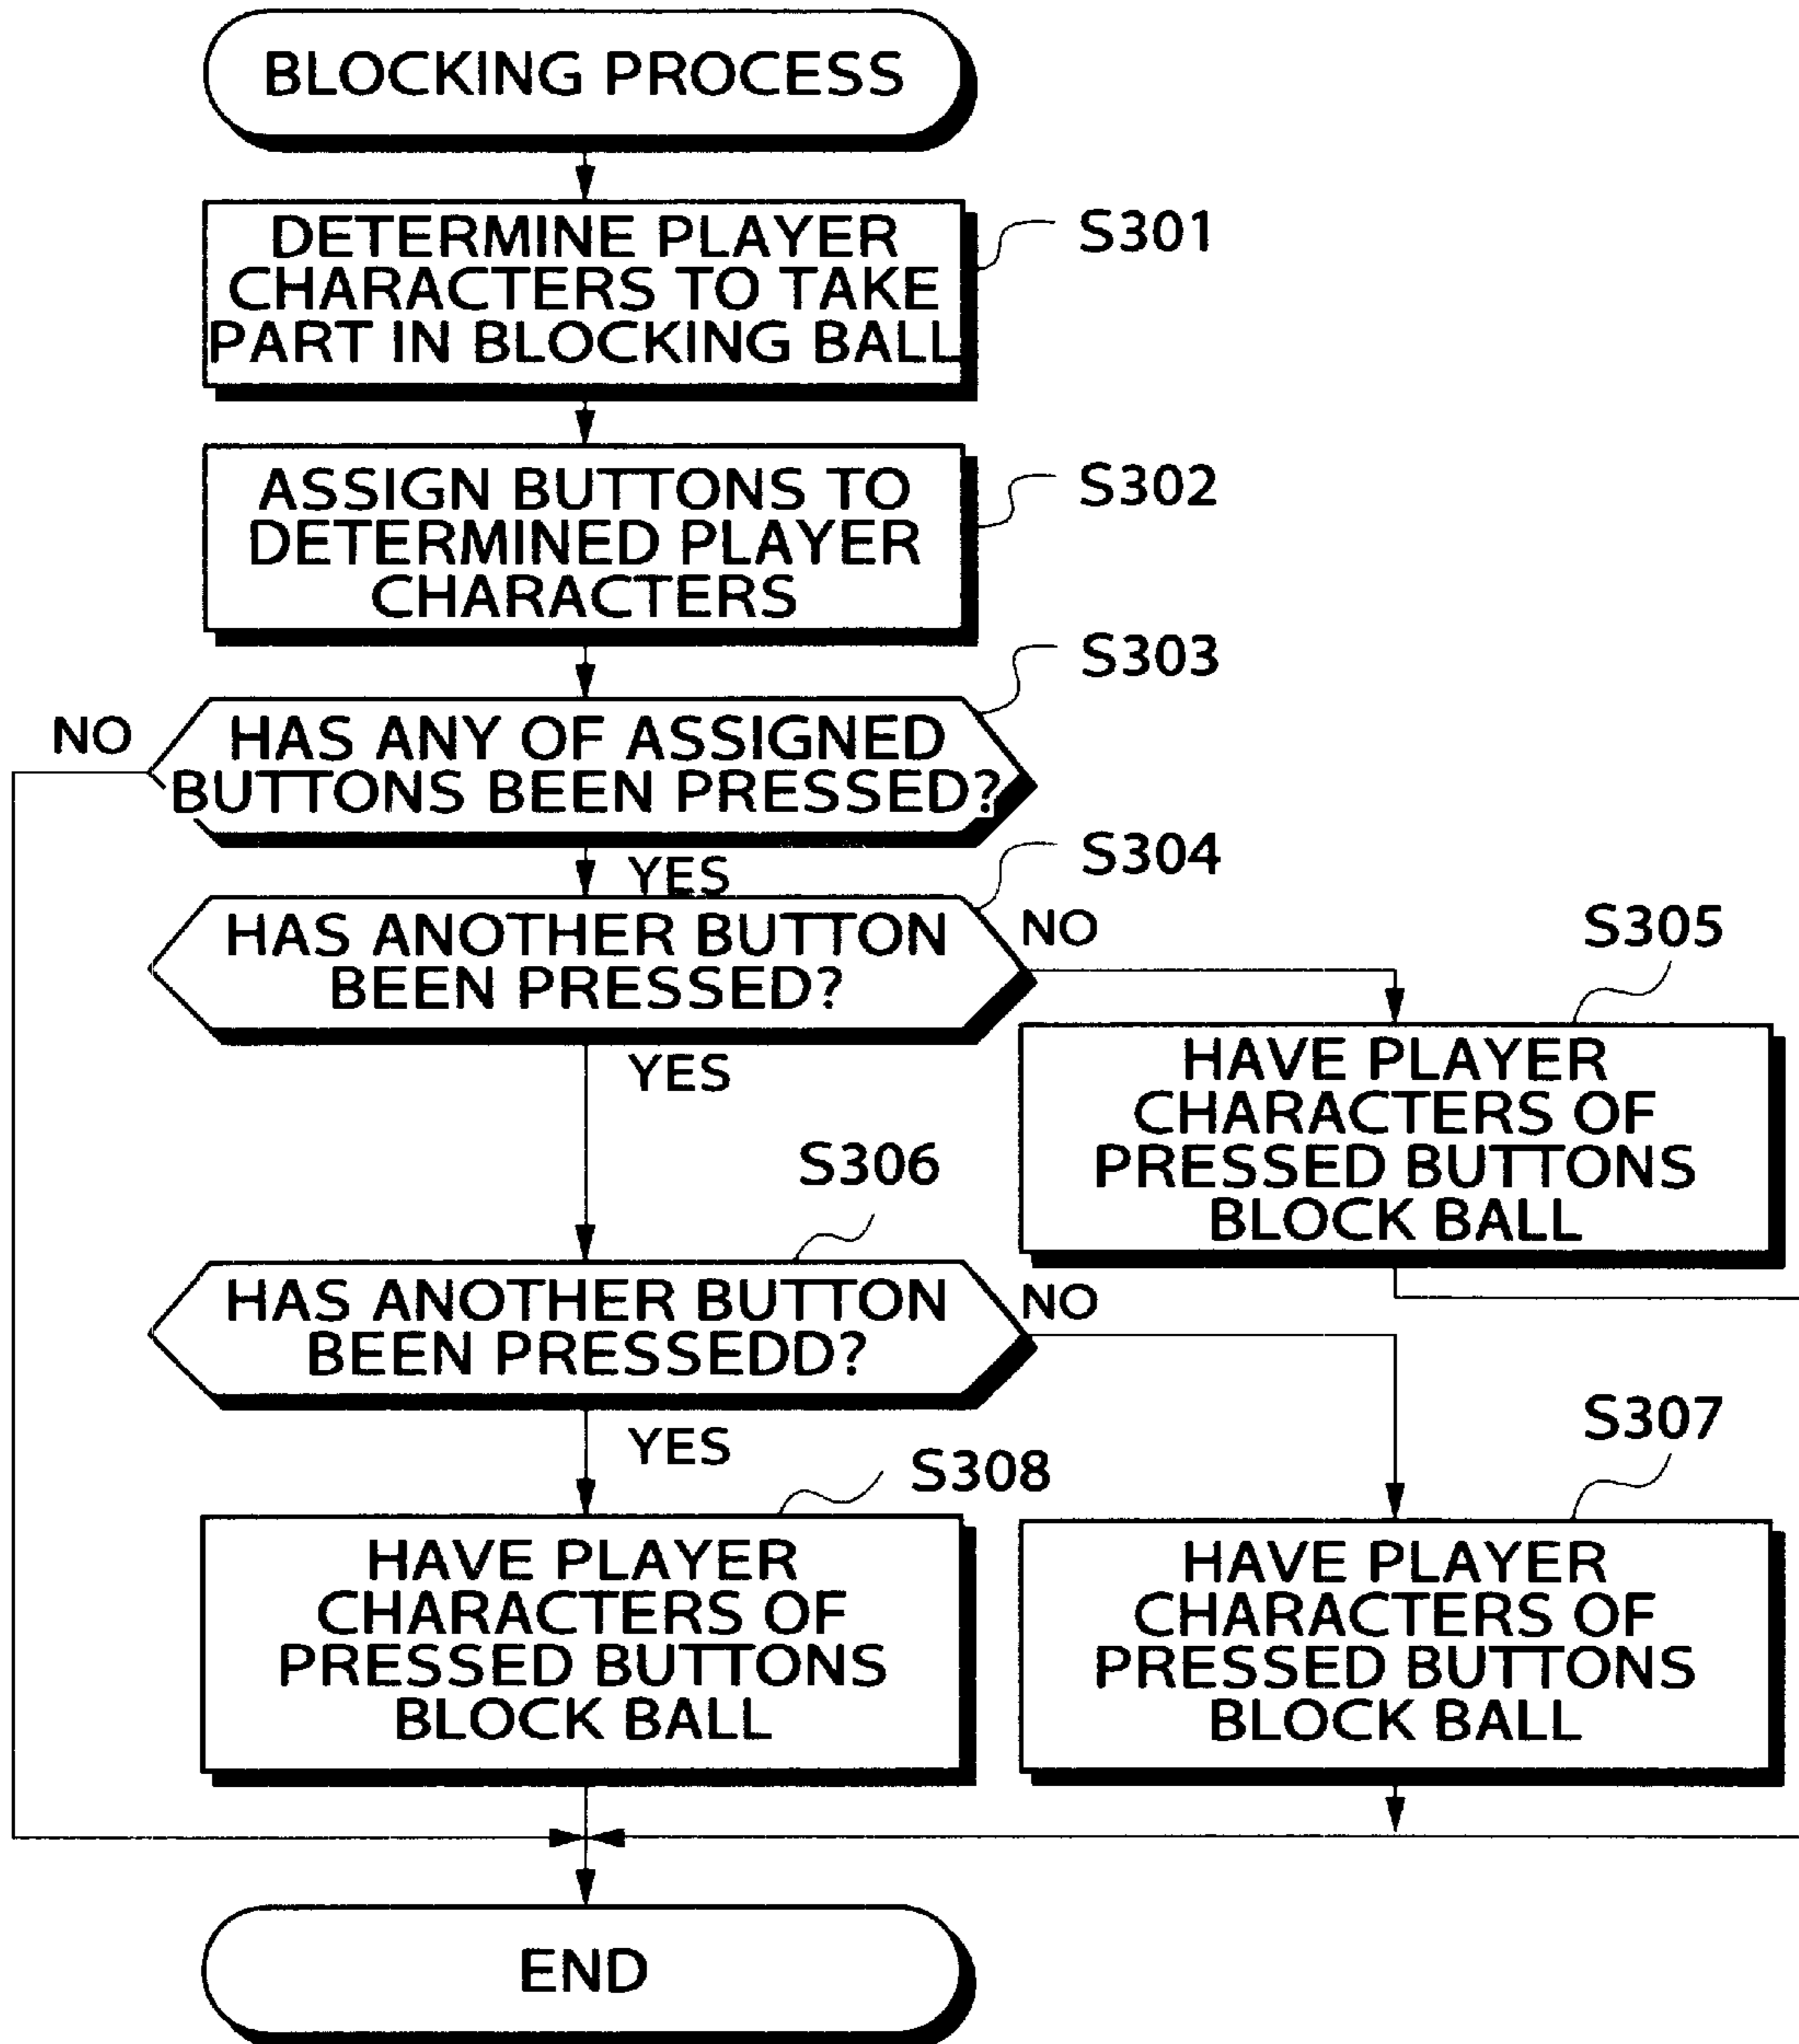 BLOCKING PROCESS
DETERMINE PLAYER
CHARACTERS TO TAKE
PART IN BLOCKING BALL
S301
ASSIGN BUTTONS TO
DETERMINED PLAYER
CHARACTERS
S302
S303
NO
HAS ANY OF ASSIGNED
BUTTONS BEEN PRESSED?
YES
S304
HAS ANOTHER BUTTON
BEEN PRESSED?
NO
YES
S305
HAVE PLAYER
CHARACTERS OF
PRESSED BUTTONS
BLOCK BALL
S306
HAS ANOTHER BUTTON
BEEN PRESSEDD?
NO
YES
S308
HAVE PLAYER
CHARACTERS OF
PRESSED BUTTONS
BLOCK BALL
S307
HAVE PLAYER
CHARACTERS OF
PRESSED BUTTONS
BLOCK BALL
END